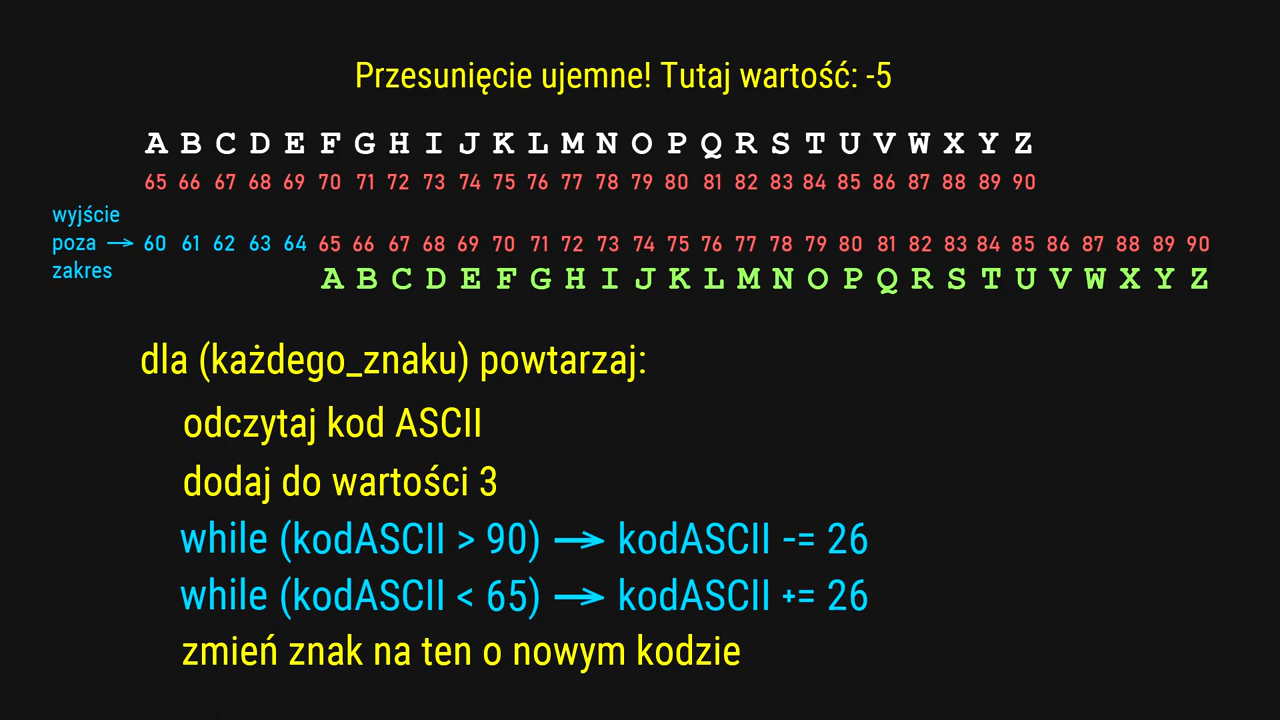 Przesunięcie ujemne! Tutaj wartość: -5
A B C D E F G H I J K L M N O P Q R S T U V W X Y Z
65 66 67 68 69 70 71 72 73 74 75 76 77 78 79 80 81 82 83 84 85 86 87 88 89 90
wyjście
poza → 60 61 62 63 64 65 66 67 68 69 70 71 72 73 74 75 76 77 78 79 80 81 82 83 84 85 86 87 88 89 90
zakres
A B C D E F G H I J K L M N O P Q R S T U V W X Y Z
dla (każdego_znaku) powtarzaj:
odczytaj kod ASCII
dodaj do wartości 3
while (kodASCII > 90) → kodASCII -= 26
while (kodASCII < 65) → kodASCII += 26
zmień znak na ten o nowym kodzie